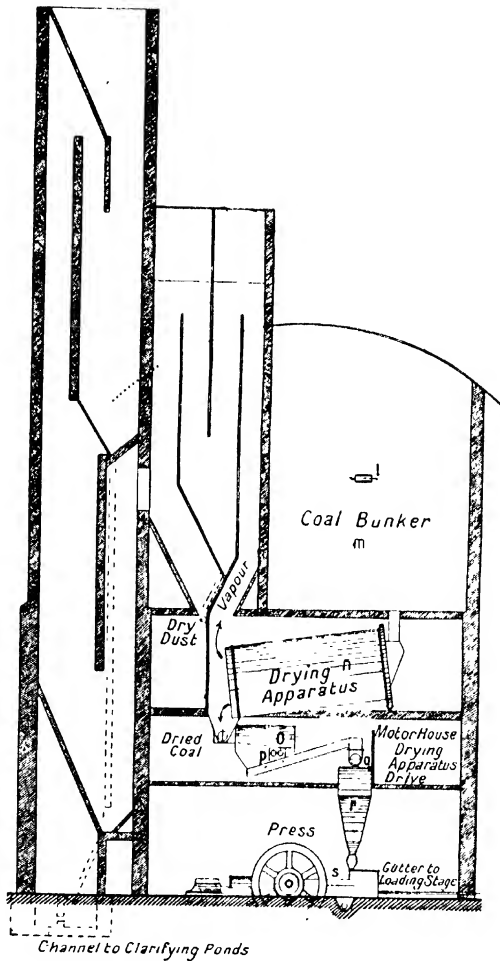 l
Coal Bunker
m
Vapour
Dry
Dust
Drying n
Apparatus
Dried
Coal
o
p
q
Motor House
Drying
Apparatus
Drive
r
Press
s
Gutter to
Loading Stage
Channel to Clarifying Ponds